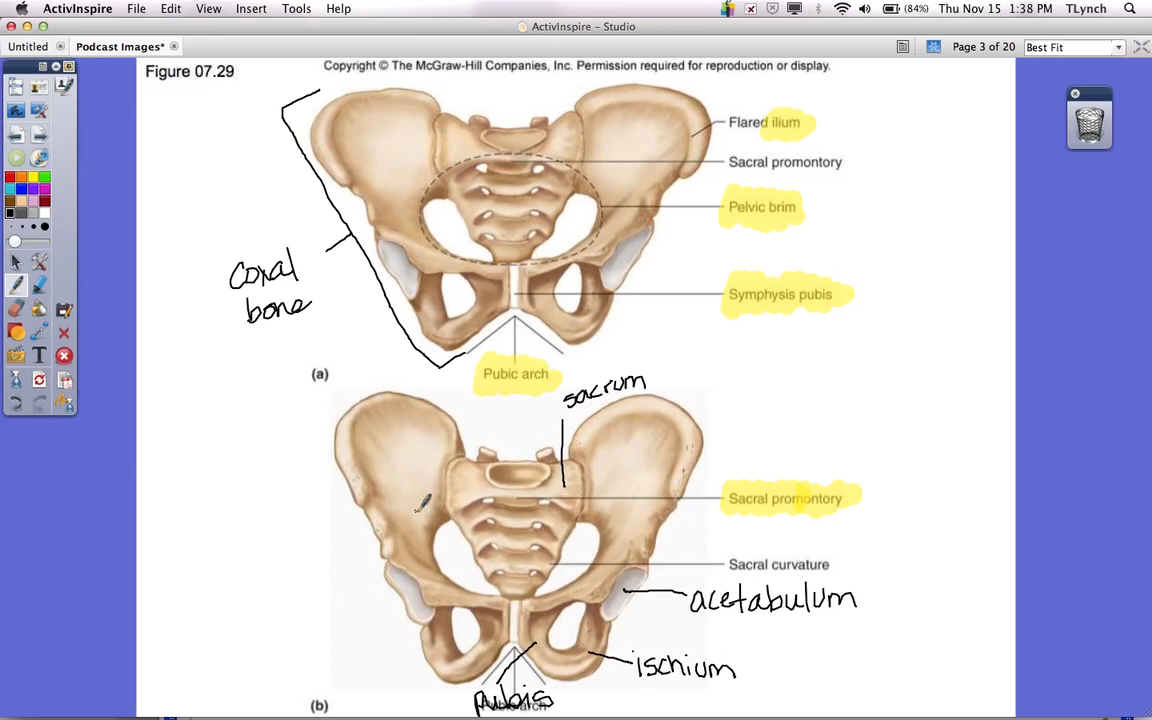 ActivInspire File Edit View Insert Tools Help (84%) Thu Nov 15 1:38 PM TLynch
ActivInspire - Studio
Untitled Podcast Images* Page 3 of 20 Best Fit
Figure 07.29
Copyright © The McGraw-Hill Companies, Inc. Permission required for reproduction or display.
Flared ilium
Sacral promontory
Pelvic brim
coxal
bone
Symphysis pubis
Pubic arch
(a)
sacrum
Sacral promontory
Sacral curvature
acetabulum
ischium
pubis
(b)